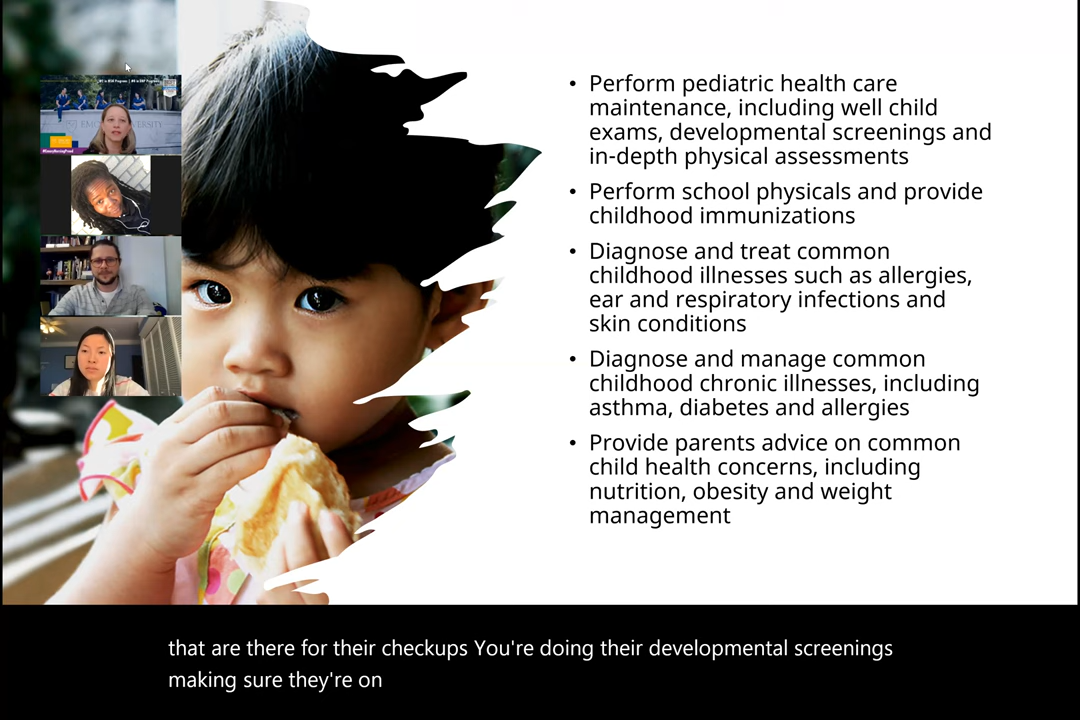 EMORY UNIVERSITY
#EmoryNursingProud
• Perform pediatric health care
maintenance, including well child
exams, developmental screenings and
in-depth physical assessments
• Perform school physicals and provide
childhood immunizations
• Diagnose and treat common
childhood illnesses such as allergies,
ear and respiratory infections and
skin conditions
• Diagnose and manage common
childhood chronic illnesses, including
asthma, diabetes and allergies
• Provide parents advice on common
child health concerns, including
nutrition, obesity and weight
management
that are there for their checkups You're doing their developmental screenings
making sure they're on